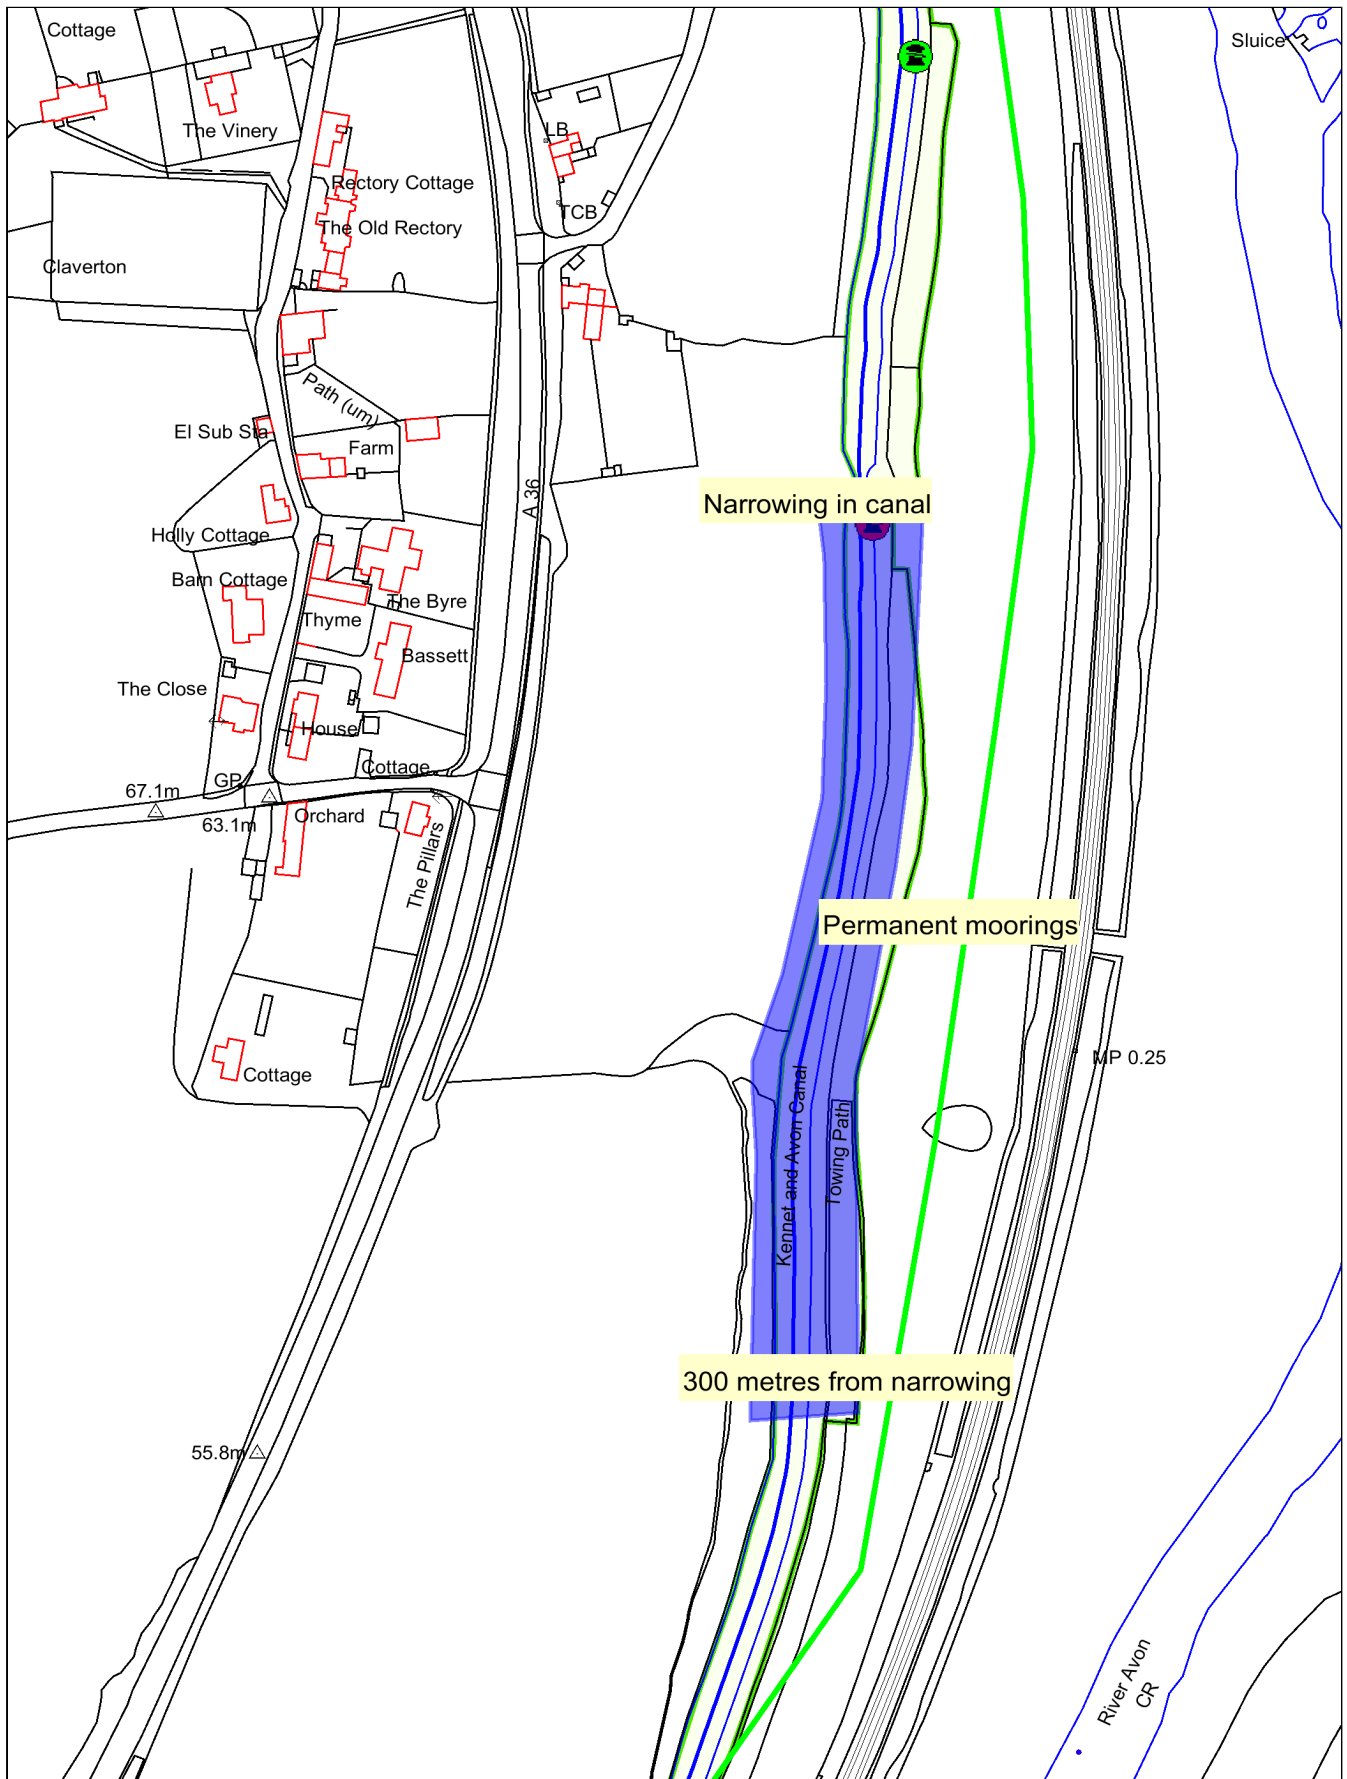 Cottage
Sluice
The Vinery
LB
Rectory Cottage
TCB
The Old Rectory
Claverton
Path (um)
El Sub Sta
Farm
A 36
Narrowing in canal
Holly Cottage
Barn Cottage
The Byre
Thyme
Bassett
The Close
House
Cottage
GP
67.1m
63.1m
Orchard
The Pillars
Permanent moorings
MP 0.25
Cottage
Kennet and Avon Canal
Towing Path
300 metres from narrowing
55.8m
River Avon
CR